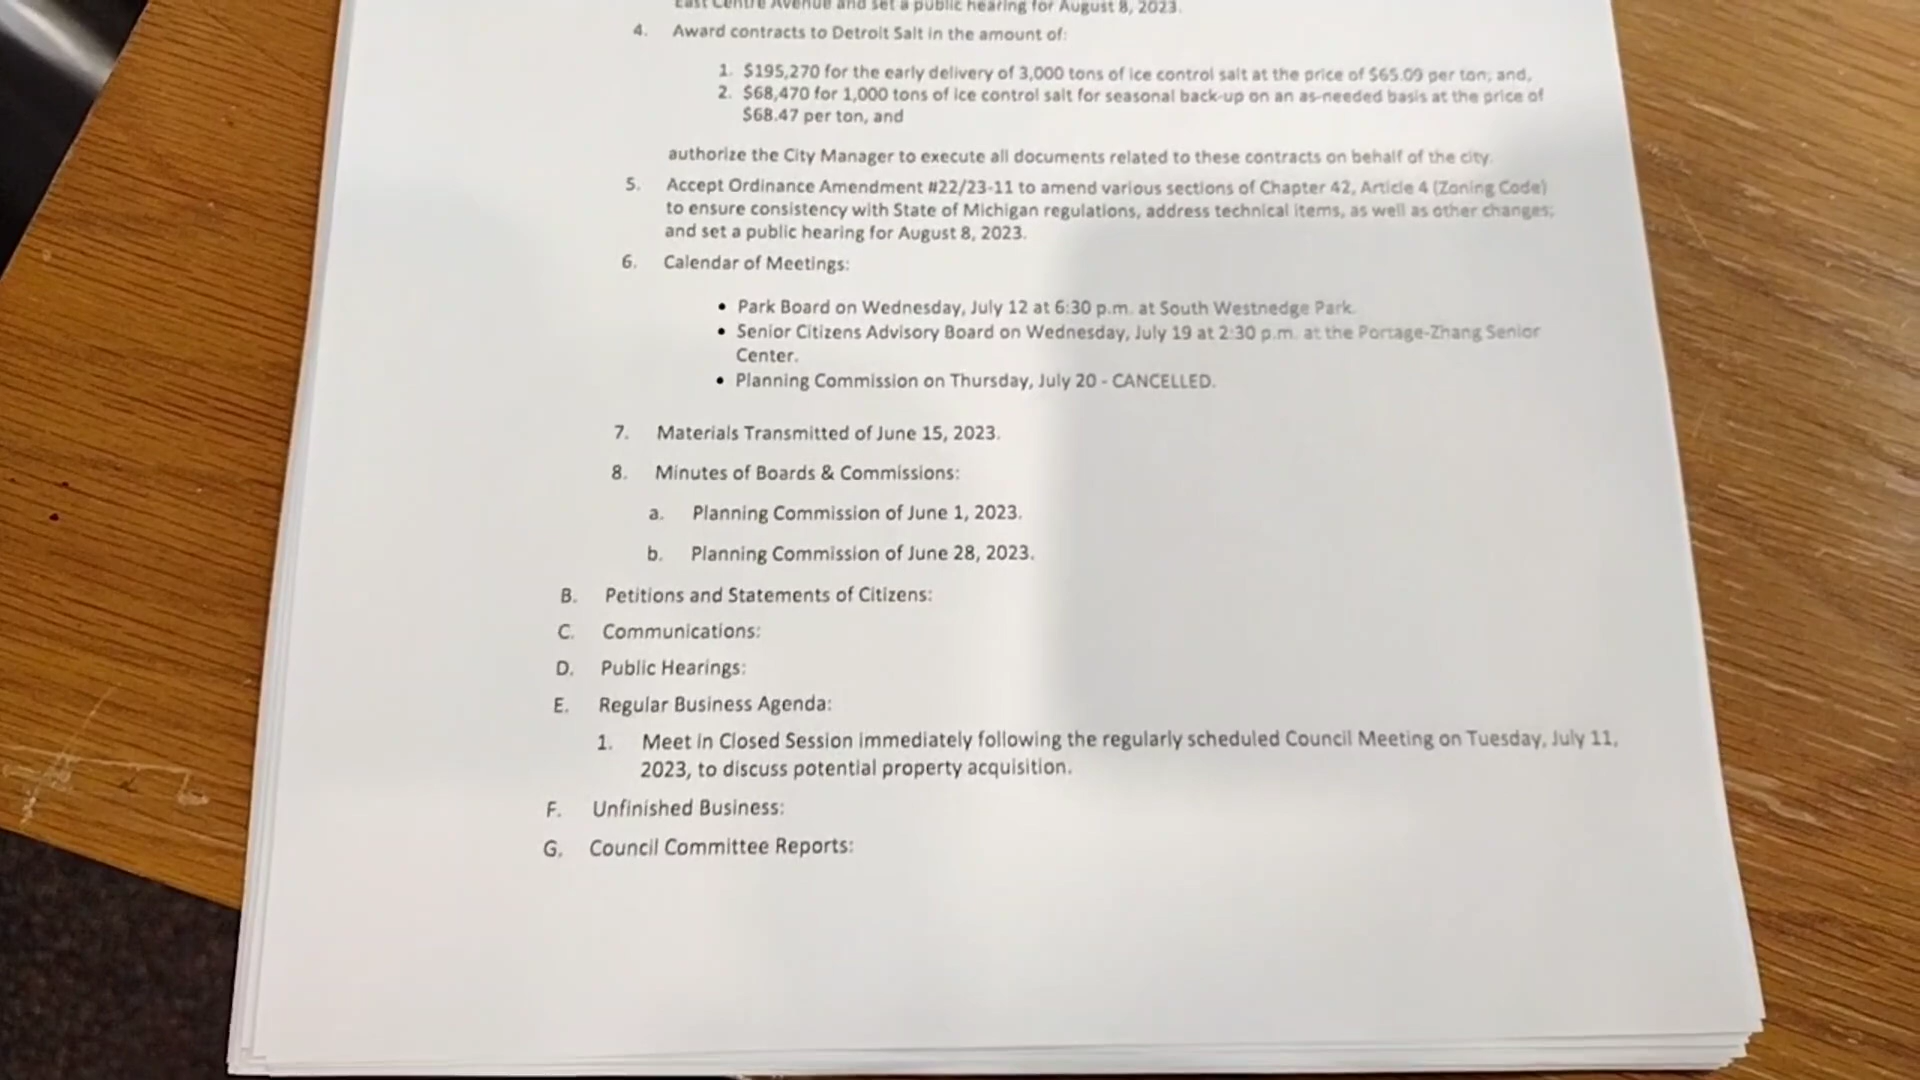 East Centre Avenue and set a public hearing for August 8, 2023.
4. Award contracts to Detroit Salt in the amount of:
1. $195,270 for the early delivery of 3,000 tons of ice control salt at the price of $65.09 per ton; and,
2. $68,470 for 1,000 tons of ice control salt for seasonal back-up on an as-needed basis at the price of
$68.47 per ton, and
authorize the City Manager to execute all documents related to these contracts on behalf of the city.
5. Accept Ordinance Amendment #22/23-11 to amend various sections of Chapter 42, Article 4 (Zoning Code)
to ensure consistency with State of Michigan regulations, address technical items, as well as other changes;
and set a public hearing for August 8, 2023.
6. Calendar of Meetings:
• Park Board on Wednesday, July 12 at 6:30 p.m. at South Westnedge Park.
• Senior Citizens Advisory Board on Wednesday, July 19 at 2:30 p.m. at the Portage-Zhang Senior
Center.
• Planning Commission on Thursday, July 20 - CANCELLED.
7. Materials Transmitted of June 15, 2023.
8. Minutes of Boards & Commissions:
a. Planning Commission of June 1, 2023.
b. Planning Commission of June 28, 2023.
B. Petitions and Statements of Citizens:
C. Communications:
D. Public Hearings:
E. Regular Business Agenda:
1. Meet in Closed Session immediately following the regularly scheduled Council Meeting on Tuesday, July 11,
2023, to discuss potential property acquisition.
F. Unfinished Business:
G. Council Committee Reports: